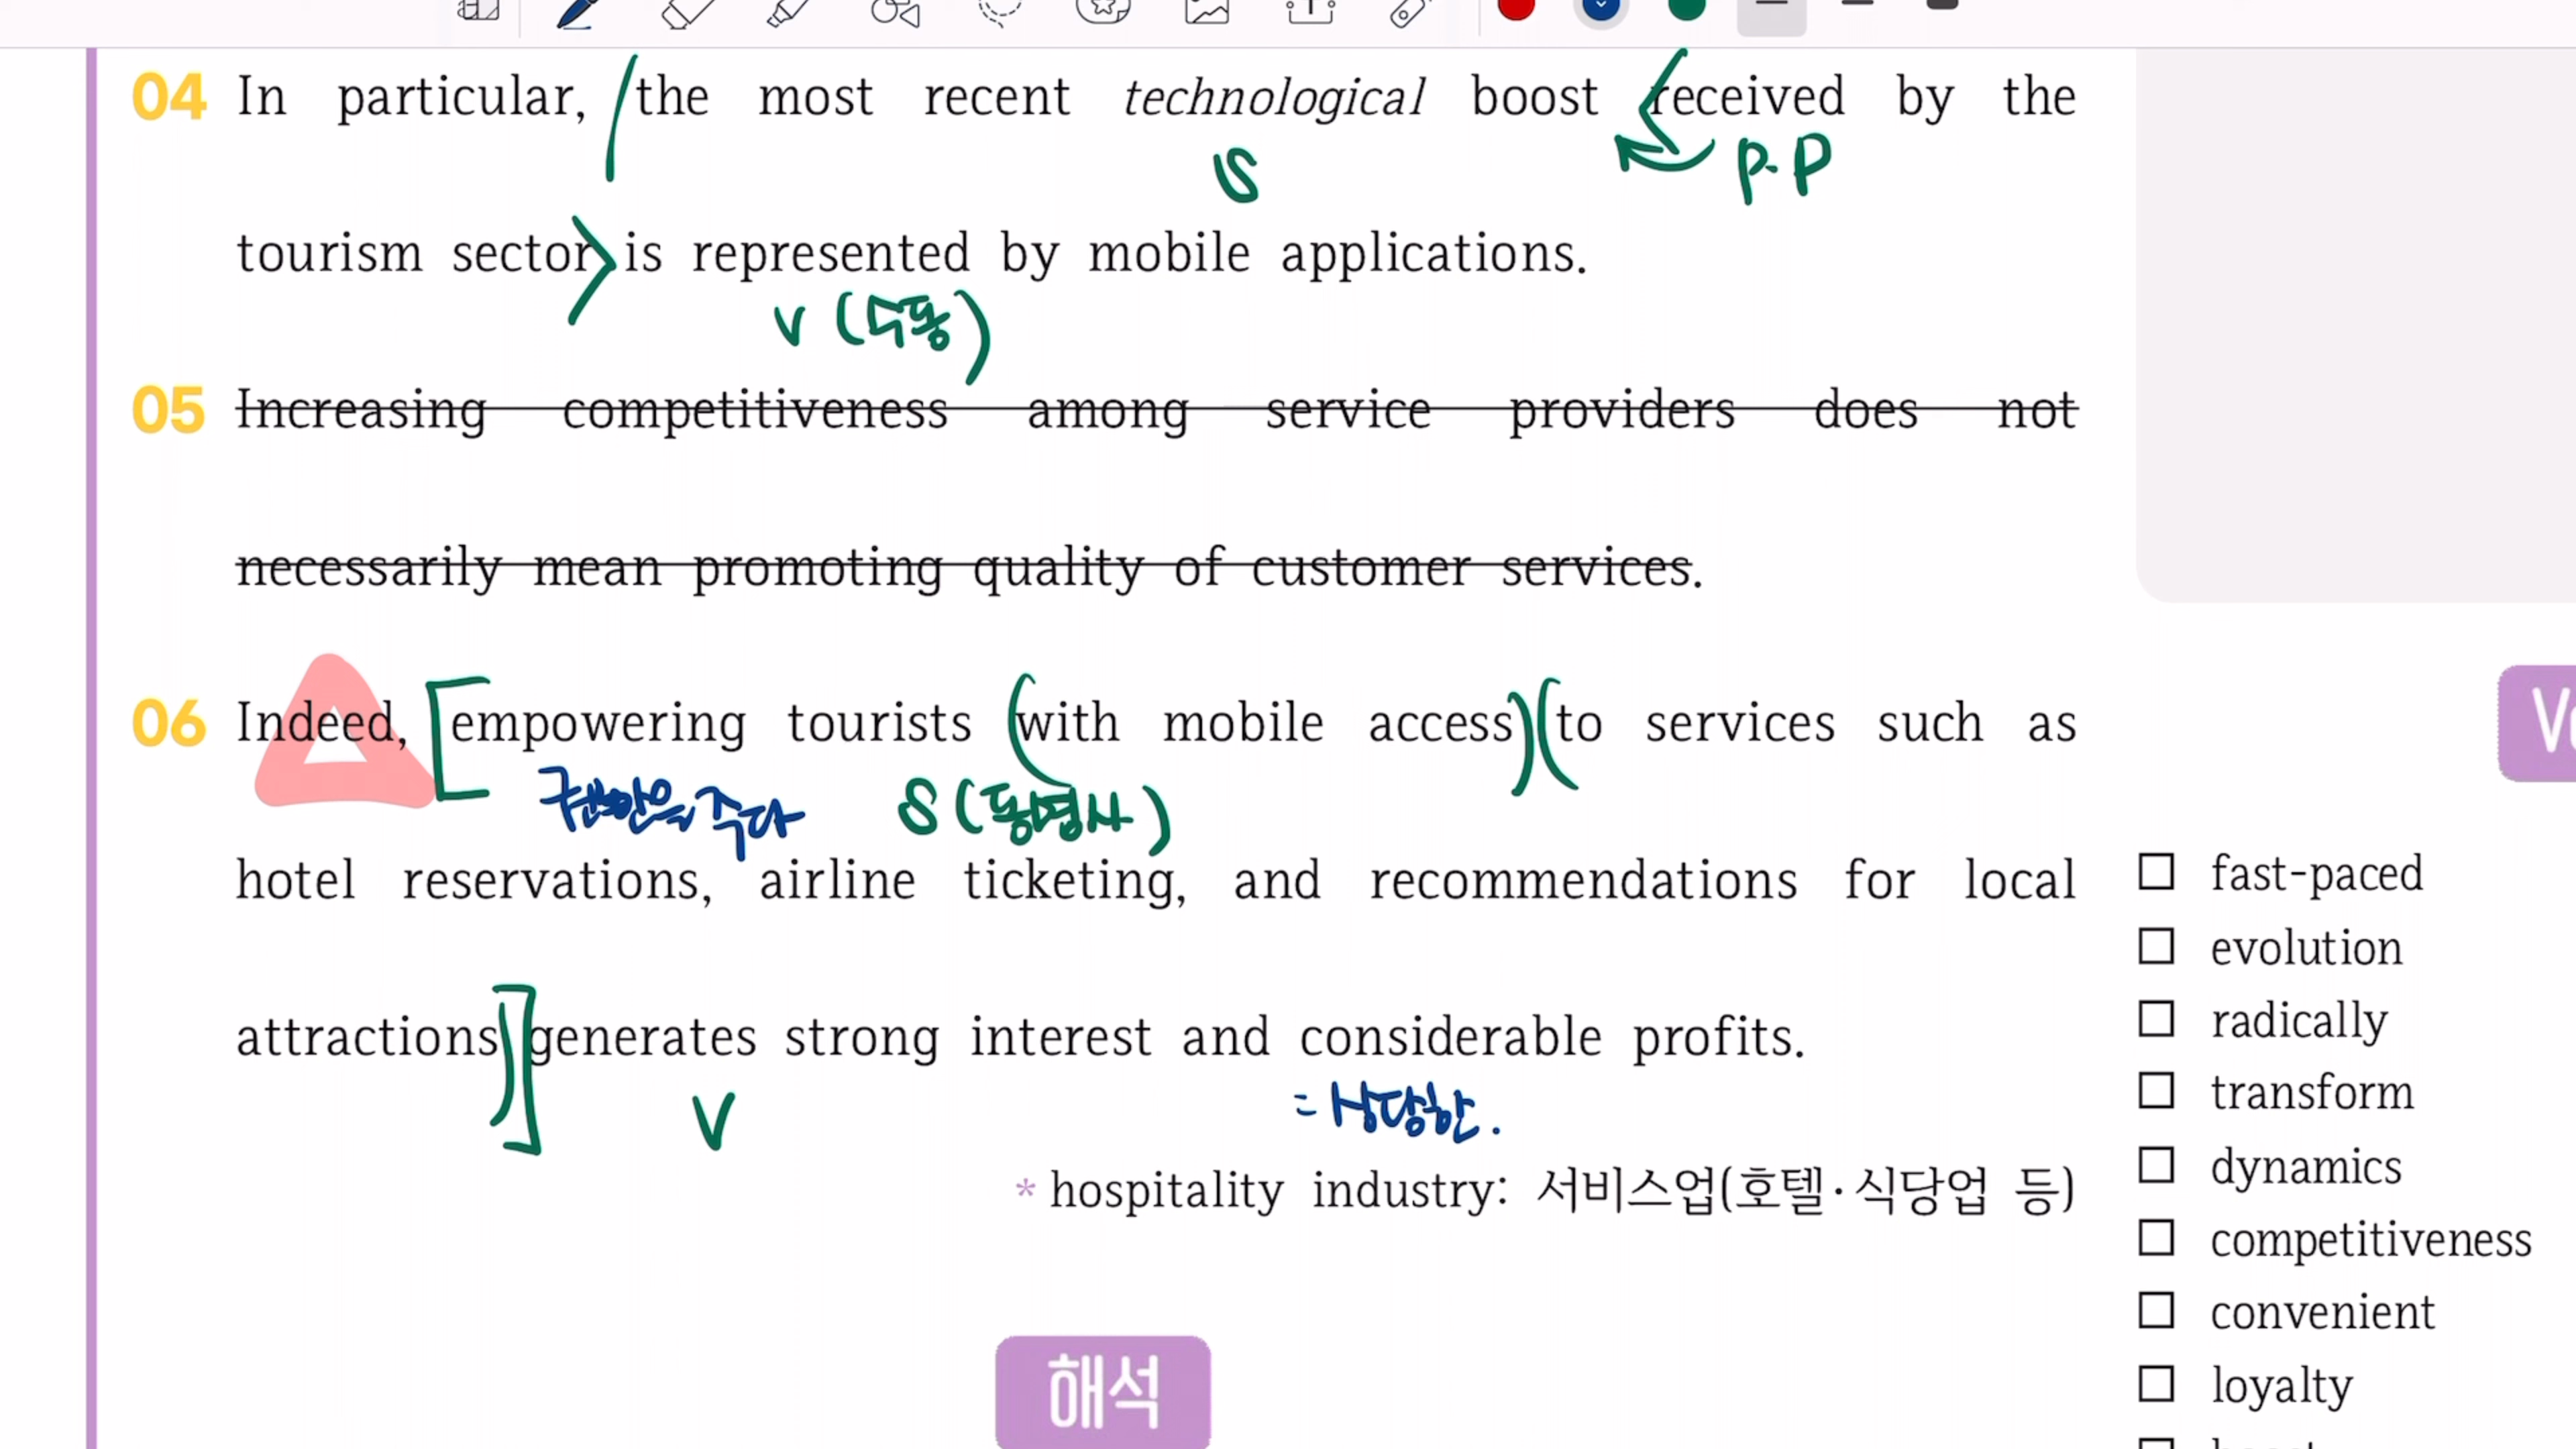 04 In particular, the most recent technological boost received by the
S
p.p
tourism sector is represented by mobile applications.
V (수동)
05 Increasing competitiveness among service providers does not
necessarily mean promoting quality of customer services.
06 Indeed, [empowering tourists (with mobile access) (to services such as
권한을 주다
S (동명사)
hotel reservations, airline ticketing, and recommendations for local
attractions)] generates strong interest and considerable profits.
V
= 상당한.
* hospitality industry: 서비스업(호텔·식당업 등)
해석
fast-paced
evolution
radically
transform
dynamics
competitiveness
convenient
loyalty